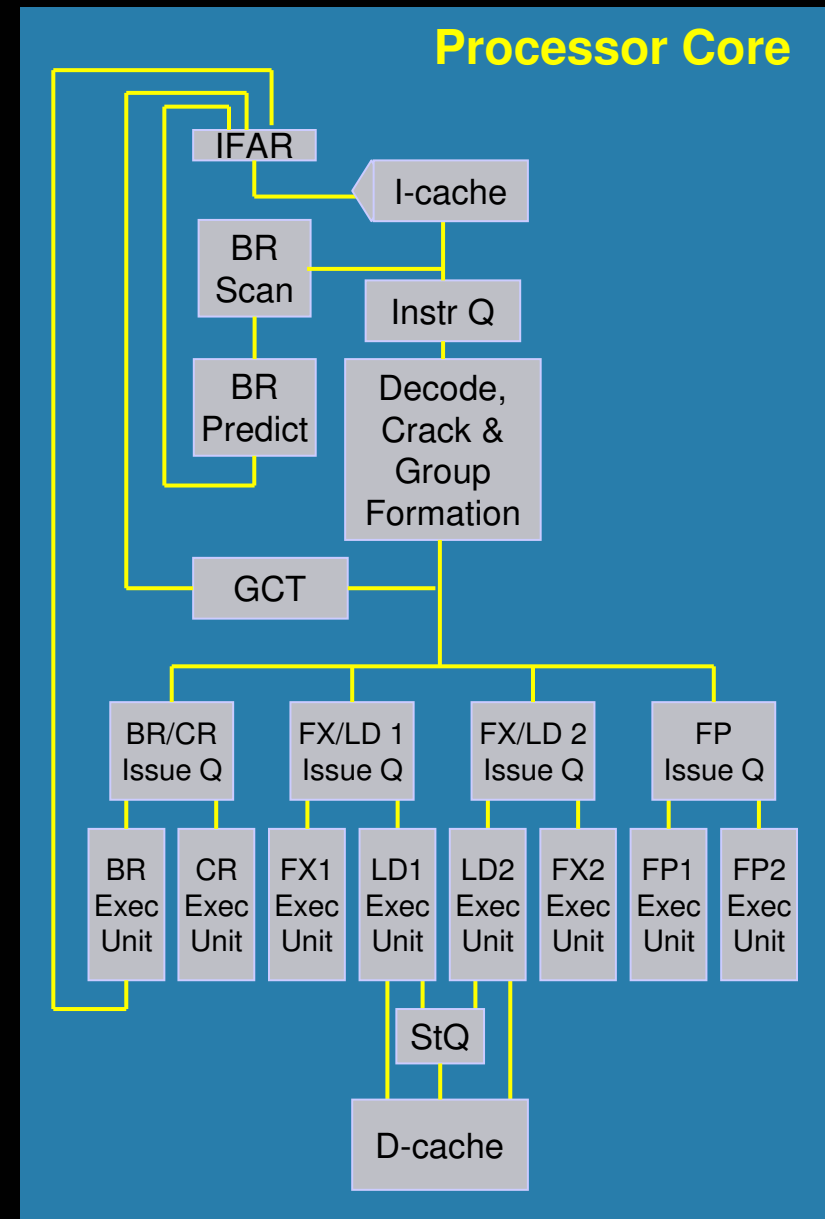 Processor Core
IFAR
I-cache
BR
Scan
Instr Q
BR
Predict
Decode,
Crack &
Group
Formation
GCT
BR/CR
Issue Q
FX/LD 1
Issue Q
FX/LD 2
Issue Q
FP
Issue Q
BR
Exec
Unit
CR
Exec
Unit
FX1
Exec
Unit
LD1
Exec
Unit
LD2
Exec
Unit
FX2
Exec
Unit
FP1
Exec
Unit
FP2
Exec
Unit
StQ
D-cache